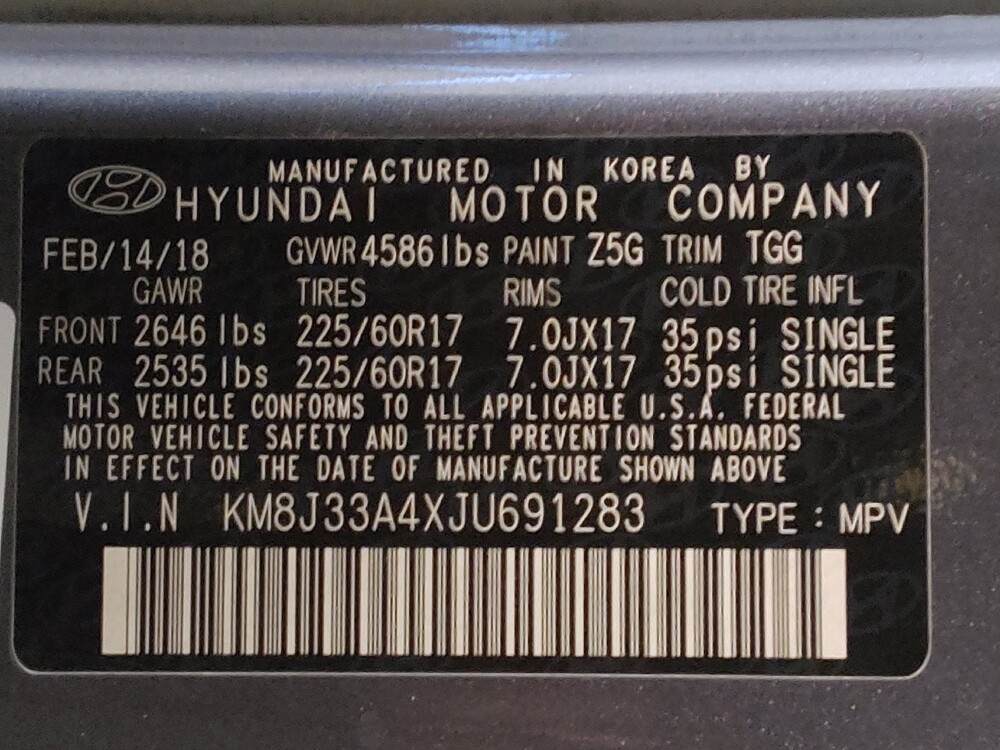 MANUFACTURED IN KOREA BY
HYUNDAI MOTOR COMPANY
FEB/14/18 GVWR 4586 lbs PAINT Z5G TRIM TGG
GAWR TIRES RIMS COLD TIRE INFL
FRONT 2646 lbs 225/60R17 7.0JX17 35psi SINGLE
REAR 2535 lbs 225/60R17 7.0JX17 35psi SINGLE
THIS VEHICLE CONFORMS TO ALL APPLICABLE U.S.A. FEDERAL
MOTOR VEHICLE SAFETY AND THEFT PREVENTION STANDARDS
IN EFFECT ON THE DATE OF MANUFACTURE SHOWN ABOVE
V.I.N KM8J33A4XJU691283 TYPE : MPV